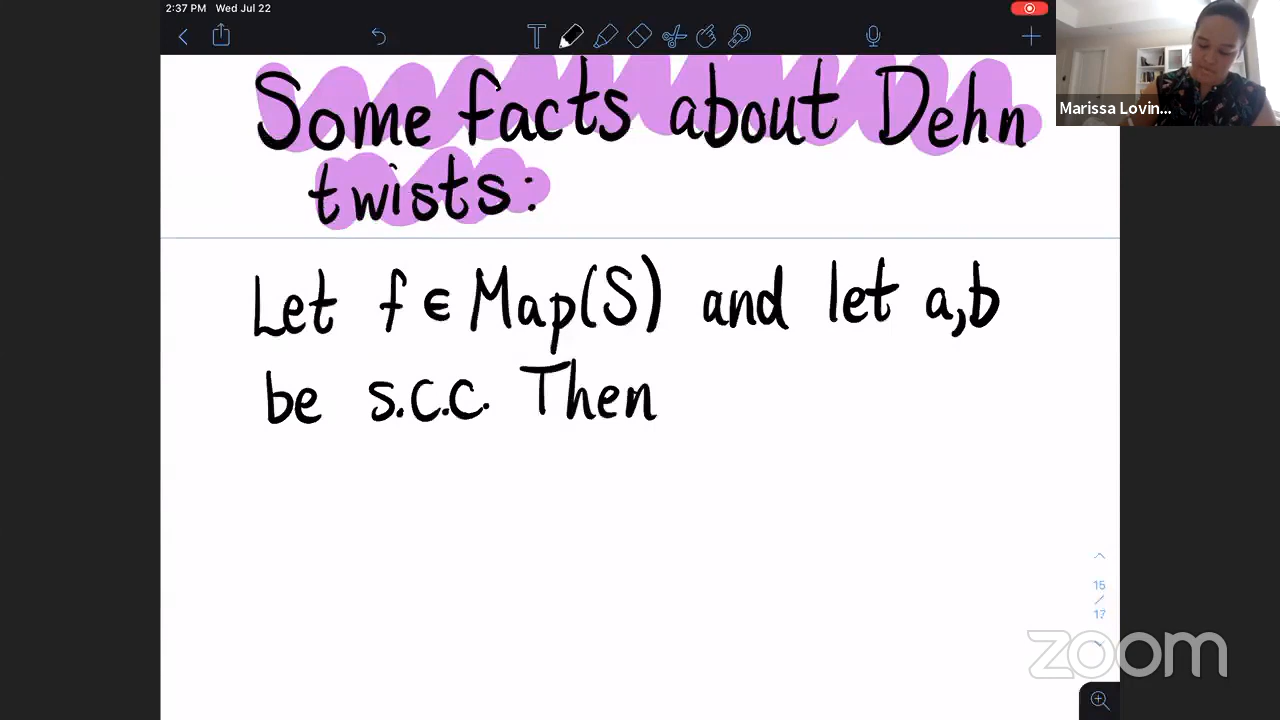 2:37 PM Wed Jul 22
Some facts about Dehn
twists:
Let f ∈ Map(S) and let a,b
be s.c.c. Then
Marissa Lovin...
15
/
17
zoom